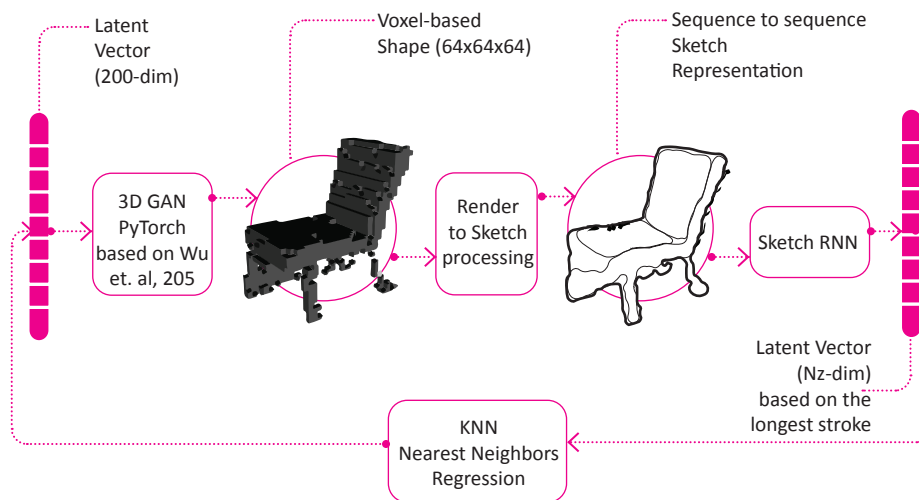 Latent
Vector
(200-dim)
Voxel-based
Shape (64x64x64)
Sequence to sequence
Sketch
Representation
3D GAN
PyTorch
based on Wu
et. al, 205
Render
to Sketch
processing
Sketch RNN
Latent Vector
(Nz-dim)
based on the
longest stroke
KNN
Nearest Neighbors
Regression